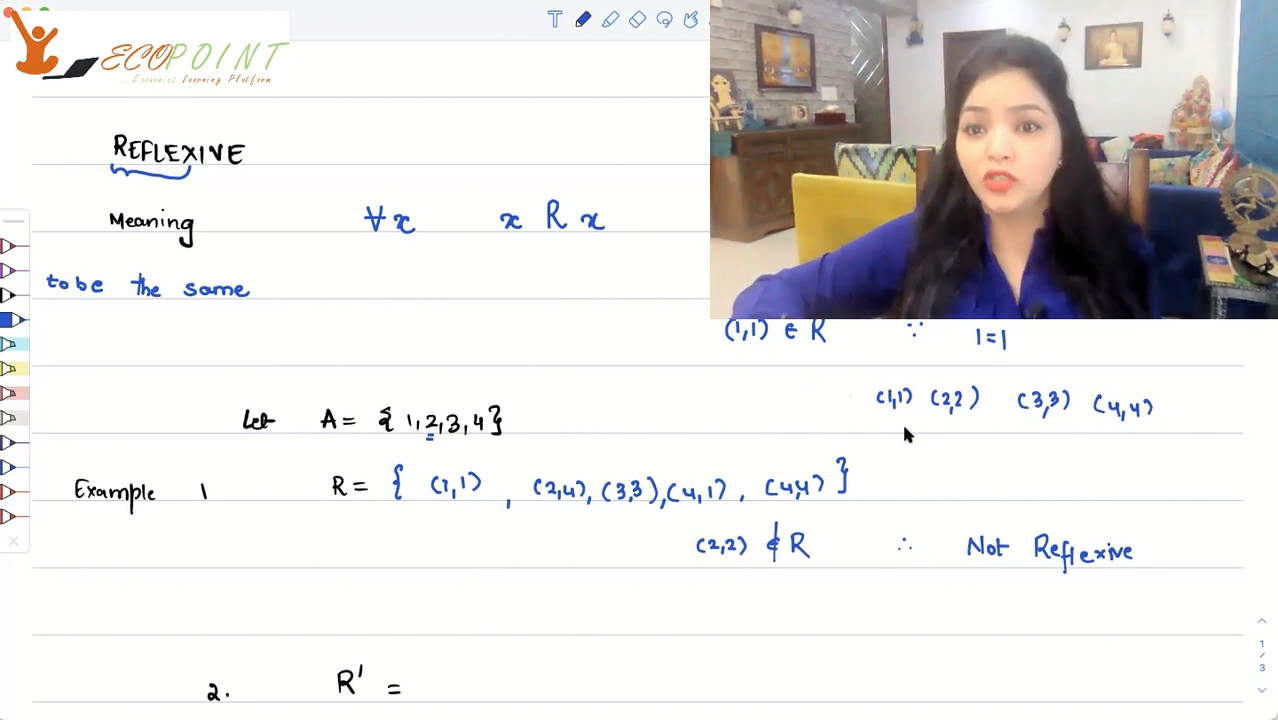 ECOPOINT
.....Economics Learning Platform
REFLEXIVE
Meaning ∀x x R x
to be the same
(1,1) ∈ R ∵ 1=1
(1,1) (2,2) (3,3) (4,4)
Let A = { 1,2,3,4}
Example 1 R = { (1,1) , (2,4), (3,3), (4,1) , (4,4) }
(2,2) ∉ R ∴ Not Reflexive
2. R' =
1
/
3